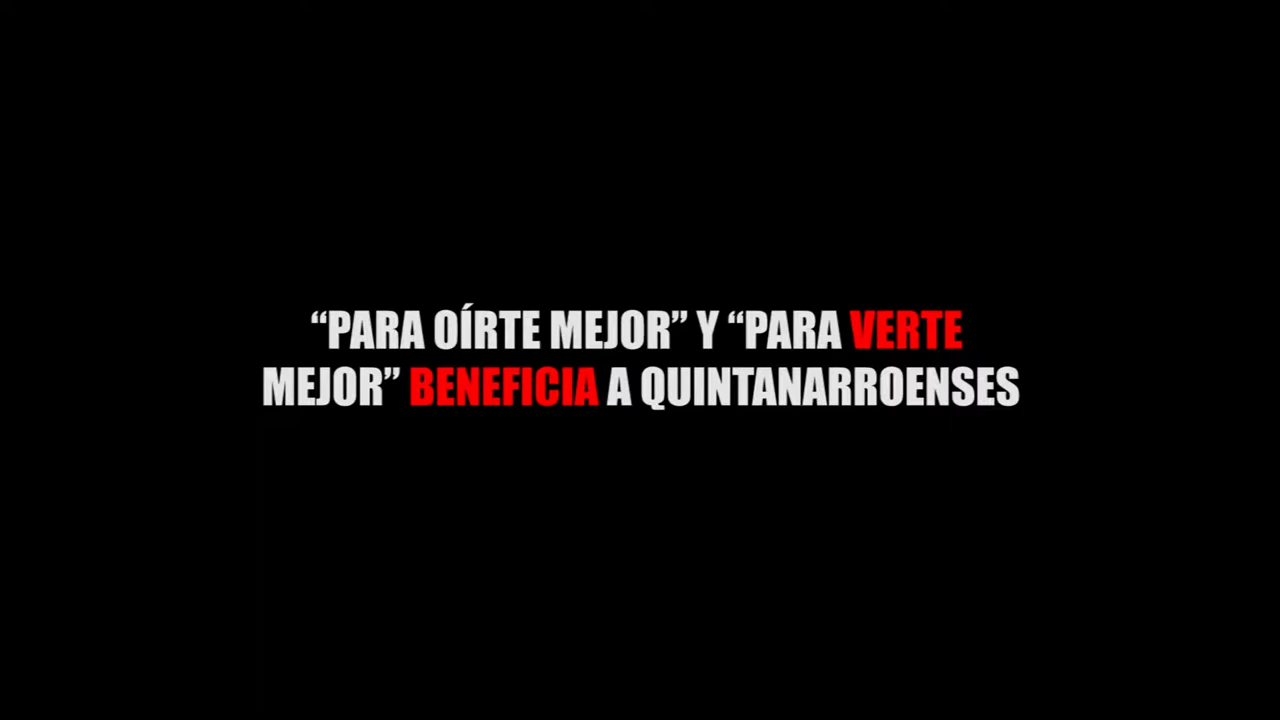 “PARA OÍRTE MEJOR” Y “PARA VERTE
MEJOR” BENEFICIA A QUINTANARROENSES